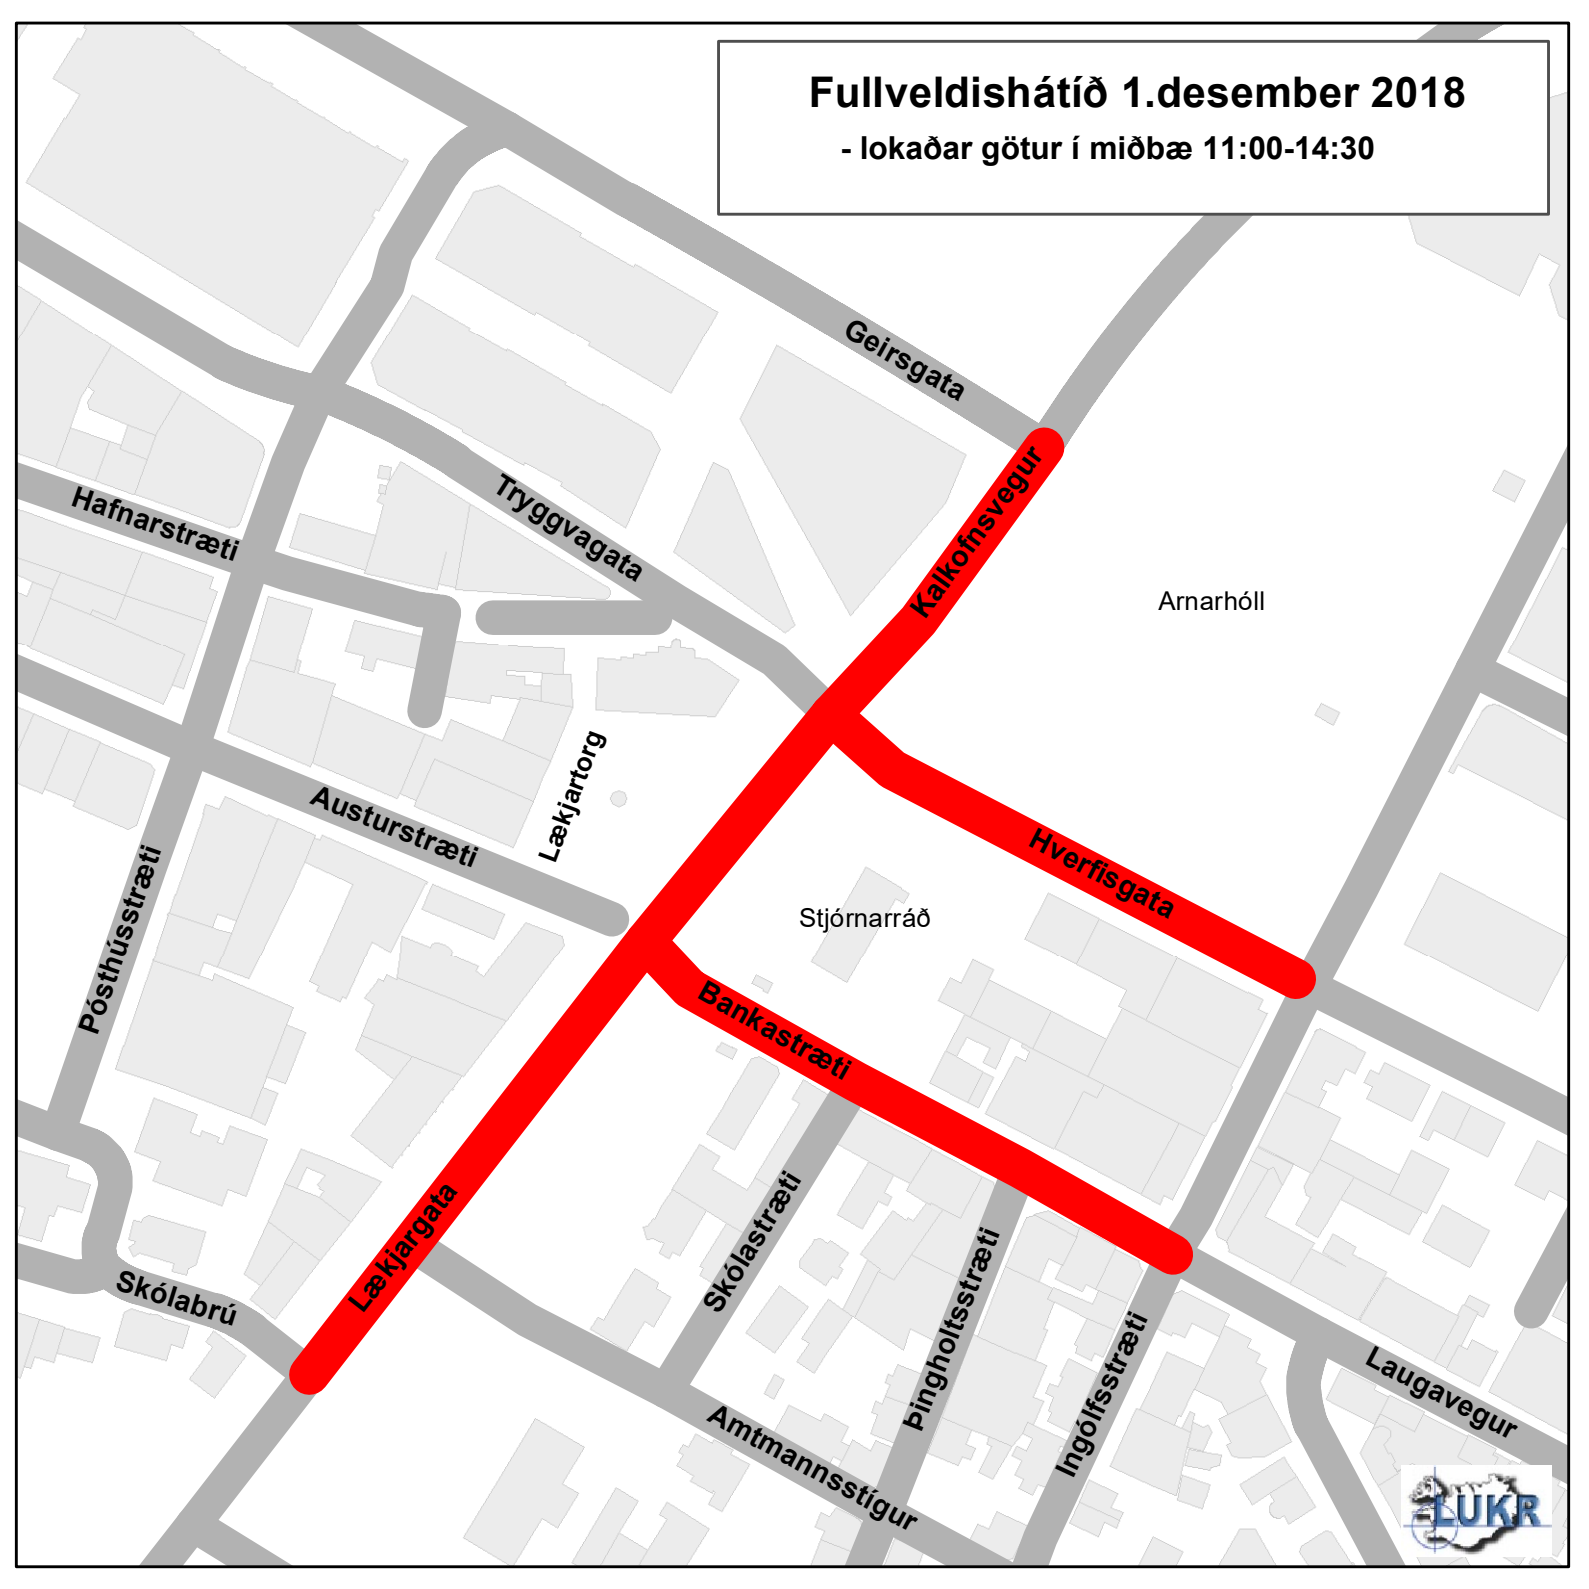 Fullveldishátíð 1.desember 2018
- lokaðar götur í miðbæ 11:00-14:30
Geirsgata
Kalkofnsvegur
Tryggvagata
Hafnarstræti
Arnarhóll
Lækjartorg
Austurstræti
Hverfisgata
Pósthússtræti
Stjórnarráð
Bankastræti
Lækjargata
Skólabrú
Skólastræti
Þingholtsstræti
Ingólfsstræti
Laugavegur
Amtmannsstígur
LUKR